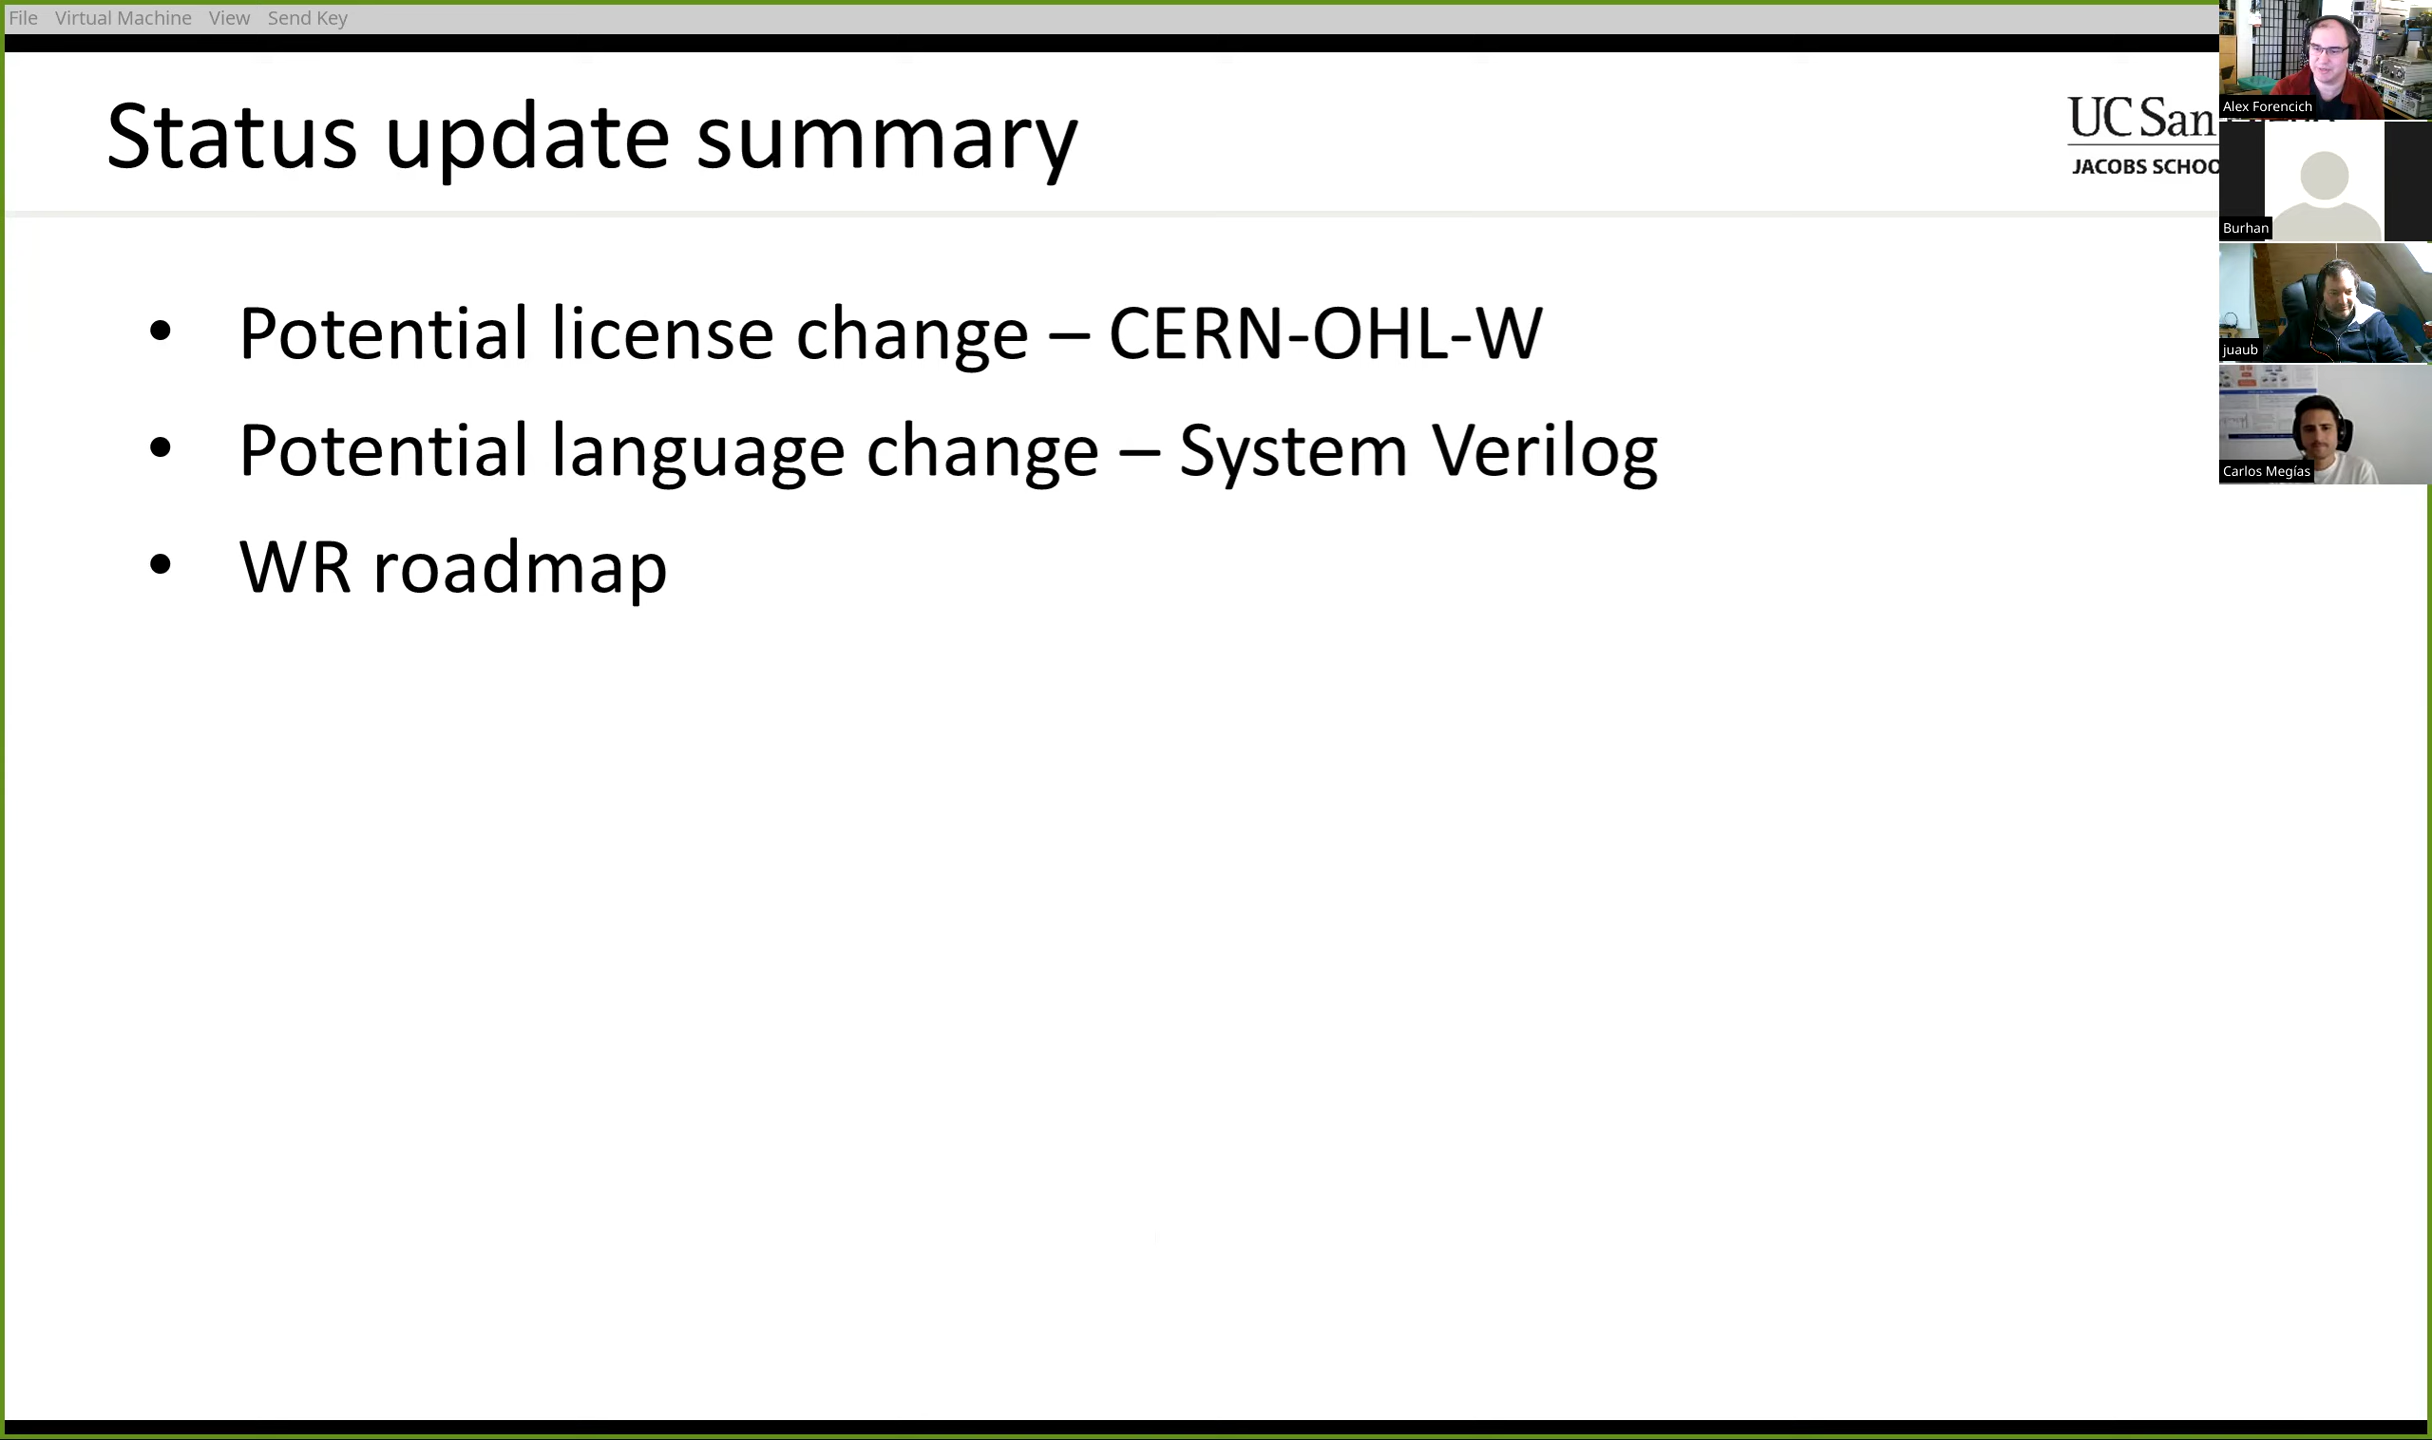 File Virtual Machine View Send Key
Status update summary
UC San
JACOBS SCHOO
• Potential license change – CERN-OHL-W
• Potential language change – System Verilog
• WR roadmap
Alex Forencich
Burhan
juaub
Carlos Megías